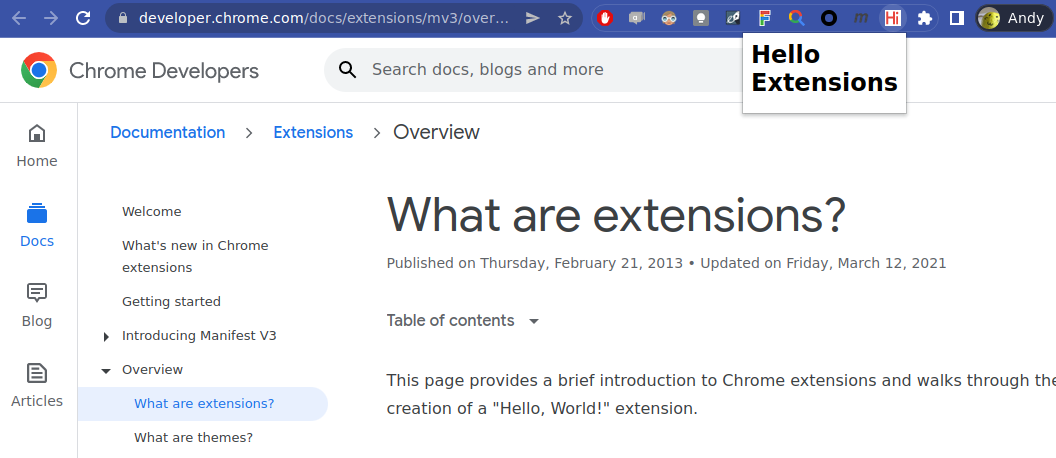 developer.chrome.com/docs/extensions/mv3/over...
F
m
Hi
Andy
Hello
Extensions
Chrome Developers
Search docs, blogs and more
Documentation
Extensions
Overview
Home
Docs
Blog
Articles
Welcome
What's new in Chrome
extensions
Getting started
Introducing Manifest V3
Overview
What are extensions?
What are themes?
What are extensions?
Published on Thursday, February 21, 2013 • Updated on Friday, March 12, 2021
Table of contents
This page provides a brief introduction to Chrome extensions and walks through the
creation of a "Hello, World!" extension.